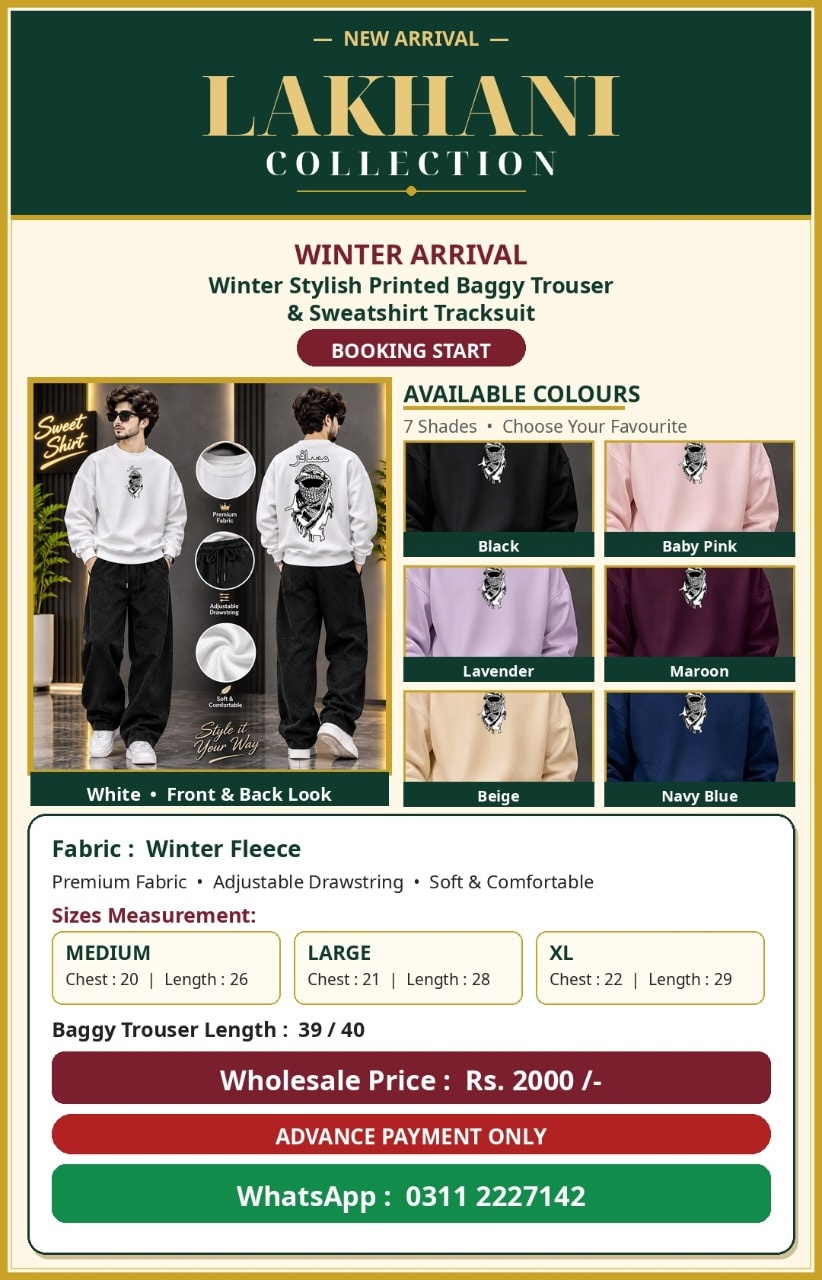 — NEW ARRIVAL —
LAKHANI
COLLECTION
WINTER ARRIVAL
Winter Stylish Printed Baggy Trouser
& Sweatshirt Tracksuit
BOOKING START
Sweet
Shirt
مسافر
Premium
Fabric
Adjustable
Drawstring
Soft &
Comfortable
Style it
Your Way
White • Front & Back Look
AVAILABLE COLOURS
7 Shades • Choose Your Favourite
Black
Baby Pink
Lavender
Maroon
Beige
Navy Blue
Fabric : Winter Fleece
Premium Fabric • Adjustable Drawstring • Soft & Comfortable
Sizes Measurement:
MEDIUM
Chest : 20 | Length : 26
LARGE
Chest : 21 | Length : 28
XL
Chest : 22 | Length : 29
Baggy Trouser Length : 39 / 40
Wholesale Price : Rs. 2000 /-
ADVANCE PAYMENT ONLY
WhatsApp : 0311 2227142